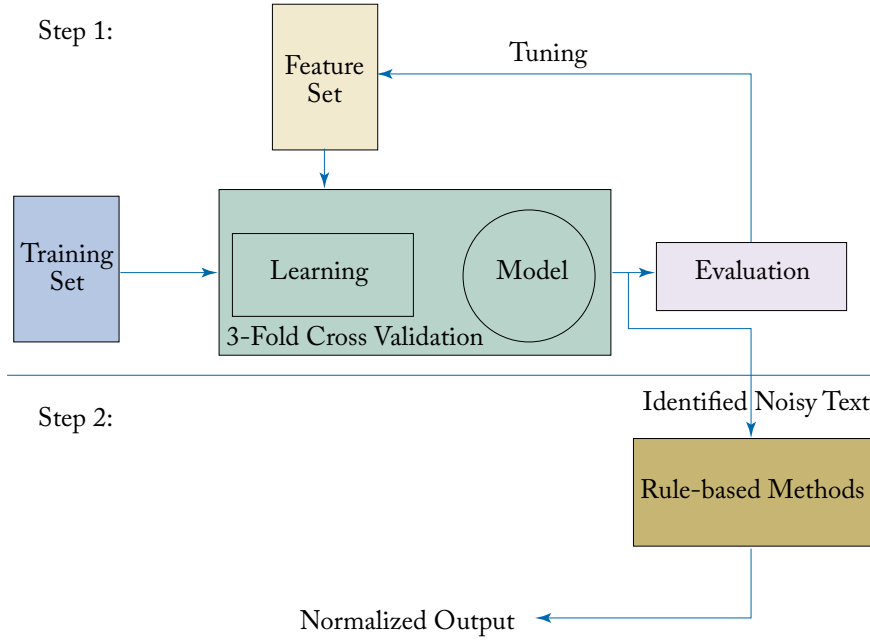 Step 1:
Feature
Set
Tuning
Training
Set
Learning
Model
Evaluation
3-Fold Cross Validation
Step 2:
Identified Noisy Text
Rule-based Methods
Normalized Output